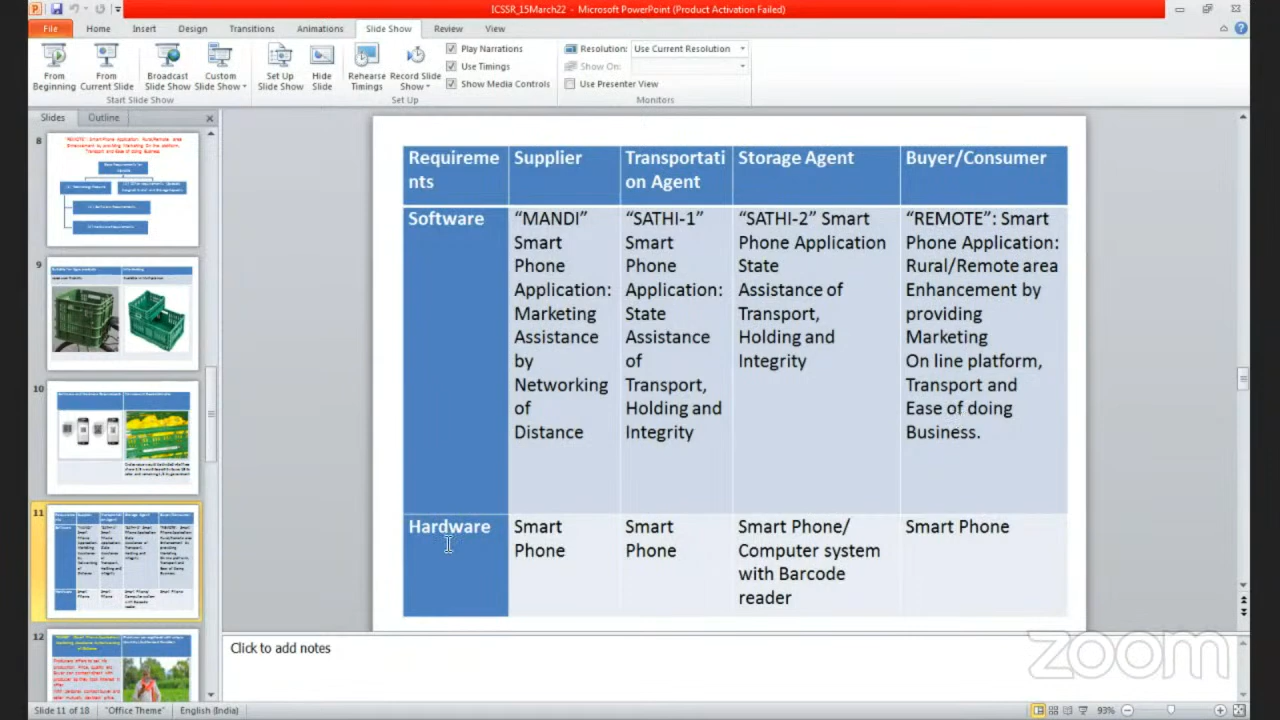 ICSSR_15March22 - Microsoft PowerPoint (Product Activation Failed)
File Home Insert Design Transitions Animations Slide Show Review View
From Beginning
From Current Slide
Broadcast Slide Show
Custom Slide Show
Start Slide Show
Set Up Slide Show
Hide Slide
Rehearse Timings
Record Slide Show
Play Narrations
Use Timings
Show Media Controls
Set Up
Resolution: Use Current Resolution
Show On:
Use Presenter View
Monitors
Slides Outline
8
9
10
11
12
Requireme
nts
Supplier
Transportati
on Agent
Storage Agent
Buyer/Consumer
Software
“MANDI”
Smart
Phone
Application:
Marketing
Assistance
by
Networking
of
Distance
“SATHI-1”
Smart
Phone
Application:
State
Assistance
of
Transport,
Holding and
Integrity
“SATHI-2” Smart
Phone Application
State
Assistance of
Transport,
Holding and
Integrity
“REMOTE”: Smart
Phone Application:
Rural/Remote area
Enhancement by
providing
Marketing
On line platform,
Transport and
Ease of doing
Business.
Hardware
Smart
Phone
Smart
Phone
Smart Phone/
Computer system
with Barcode
reader
Smart Phone
Click to add notes
zoom
Slide 11 of 18 "Office Theme" English (India) 93%